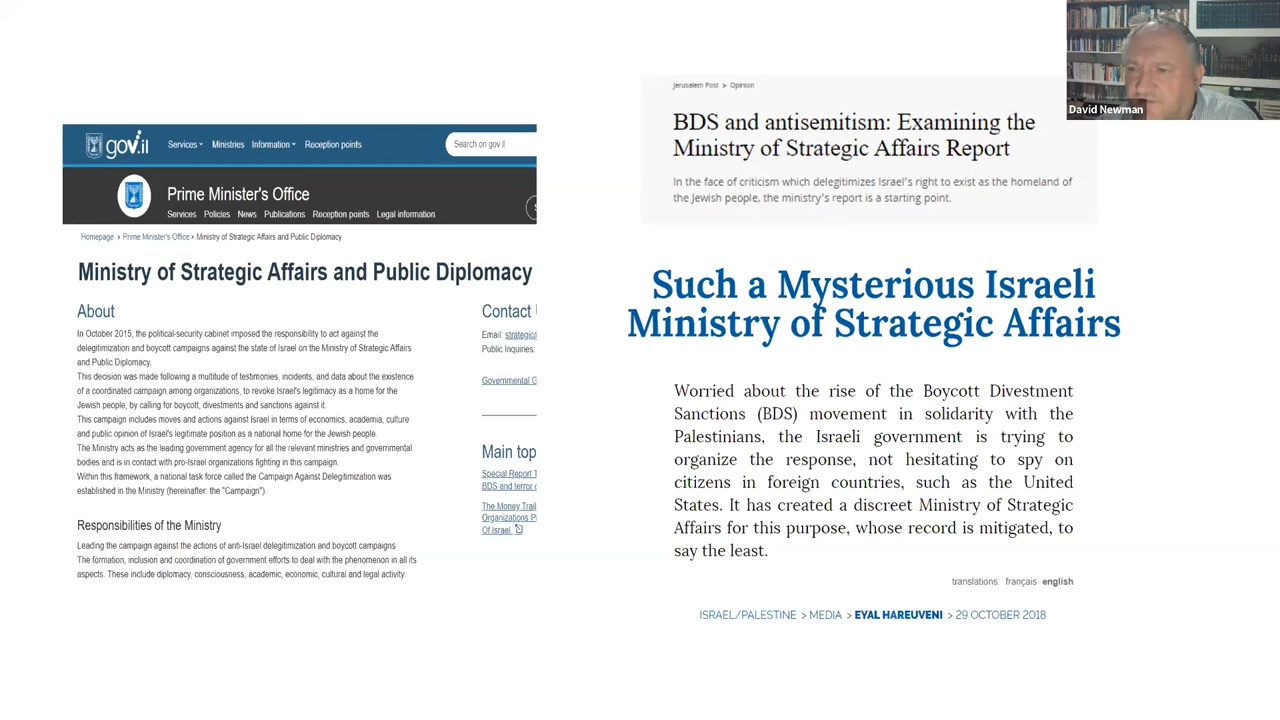 gov.il
Services
Ministries
Information
Reception points
Search on gov.il
Prime Minister's Office
Services Policies News Publications Reception points Legal information
Homepage > Prime Minister's Office > Ministry of Strategic Affairs and Public Diplomacy
Ministry of Strategic Affairs and Public Diplomacy
About
In October 2015, the political-security cabinet imposed the responsibility to act against the
delegitimization and boycott campaigns against the state of Israel on the Ministry of Strategic Affairs
and Public Diplomacy.
This decision was made following a multitude of testimonies, incidents, and data about the existence
of a coordinated campaign among organizations, to revoke Israel's legitimacy as a home for the
Jewish people, by calling for boycott, divestments and sanctions against it.
This campaign includes moves and actions against Israel in terms of economics, academia, culture
and public opinion of Israel's legitimate position as a national home for the Jewish people.
The Ministry acts as the leading government agency for all the relevant ministries and governmental
bodies and is in contact with pro-Israel organizations fighting in this campaign.
Within this framework, a national task force called the Campaign Against Delegitimization was
established in the Ministry (hereinafter: the "Campaign").
Responsibilities of the Ministry
Leading the campaign against the actions of anti-Israel delegitimization and boycott campaigns
The formation, inclusion and coordination of government efforts to deal with the phenomenon in all its
aspects. These include diplomacy, consciousness, academic, economic, cultural and legal activity.
Contact
Email: strategic
Public Inquiries:
Governmental G
Main top
Special Report T
BDS and terror o
The Money Trail
Organizations P
Of Israel
Jerusalem Post > Opinion
BDS and antisemitism: Examining the
Ministry of Strategic Affairs Report
In the face of criticism which delegitimizes Israel's right to exist as the homeland of
the Jewish people, the ministry's report is a starting point.
David Newman
Such a Mysterious Israeli
Ministry of Strategic Affairs
Worried about the rise of the Boycott Divestment
Sanctions (BDS) movement in solidarity with the
Palestinians, the Israeli government is trying to
organize the response, not hesitating to spy on
citizens in foreign countries, such as the United
States. It has created a discreet Ministry of Strategic
Affairs for this purpose, whose record is mitigated, to
say the least.
translations. français english
ISRAEL/PALESTINE > MEDIA > EYAL HAREUVENI > 29 OCTOBER 2018